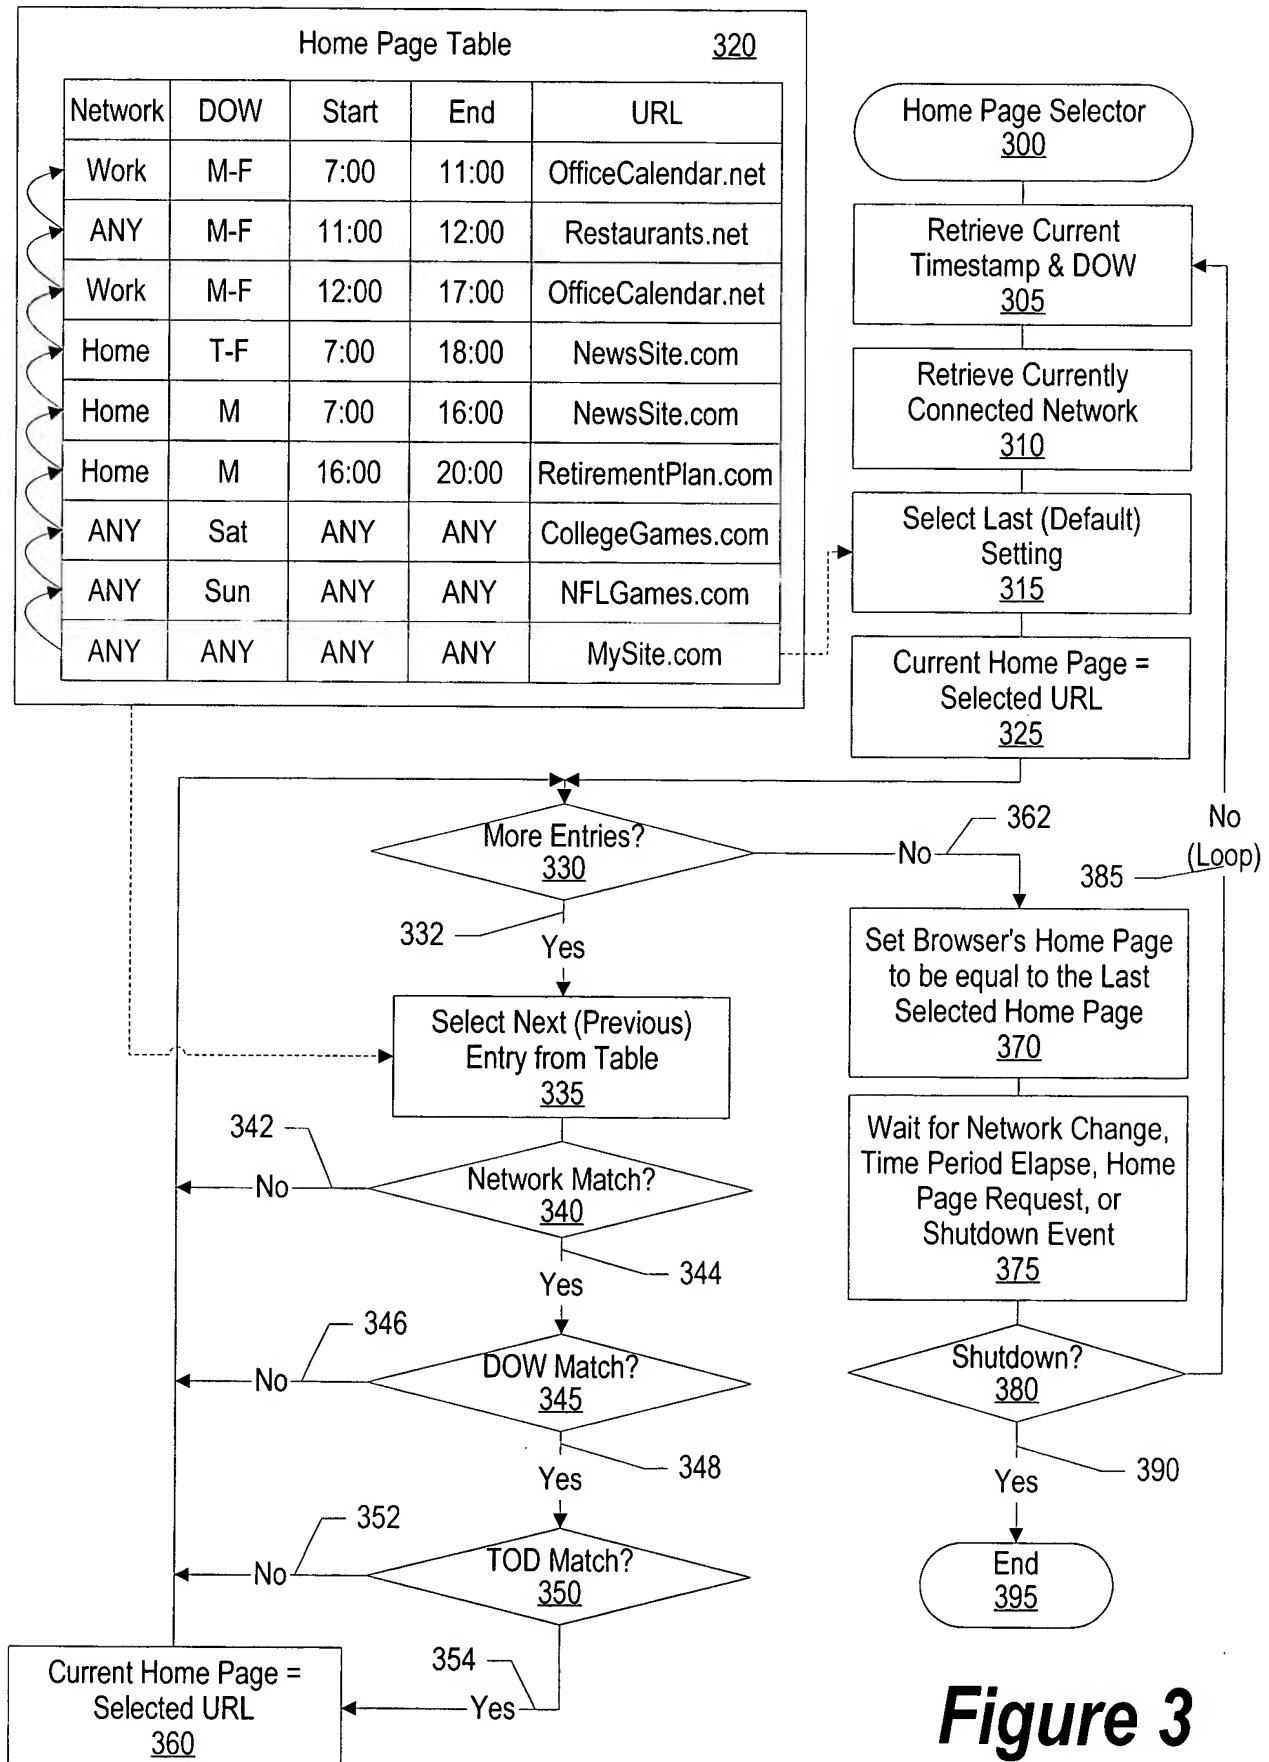 Home Page Table 320
Network DOW Start End URL
Work M-F 7:00 11:00 OfficeCalendar.net
ANY M-F 11:00 12:00 Restaurants.net
Work M-F 12:00 17:00 OfficeCalendar.net
Home T-F 7:00 18:00 NewsSite.com
Home M 7:00 16:00 NewsSite.com
Home M 16:00 20:00 RetirementPlan.com
ANY Sat ANY ANY CollegeGames.com
ANY Sun ANY ANY NFLGames.com
ANY ANY ANY ANY MySite.com
Home Page Selector
300
Retrieve Current
Timestamp & DOW
305
Retrieve Currently
Connected Network
310
Select Last (Default)
Setting
315
Current Home Page =
Selected URL
325
More Entries?
330
No
362
332
Yes
Select Next (Previous)
Entry from Table
335
342
No
Network Match?
340
344
Yes
346
No
DOW Match?
345
348
Yes
352
No
TOD Match?
350
354
Yes
Current Home Page =
Selected URL
360
Set Browser's Home Page
to be equal to the Last
Selected Home Page
370
Wait for Network Change,
Time Period Elapse, Home
Page Request, or
Shutdown Event
375
Shutdown?
380
No
(Loop)
385
390
Yes
End
395
Figure 3